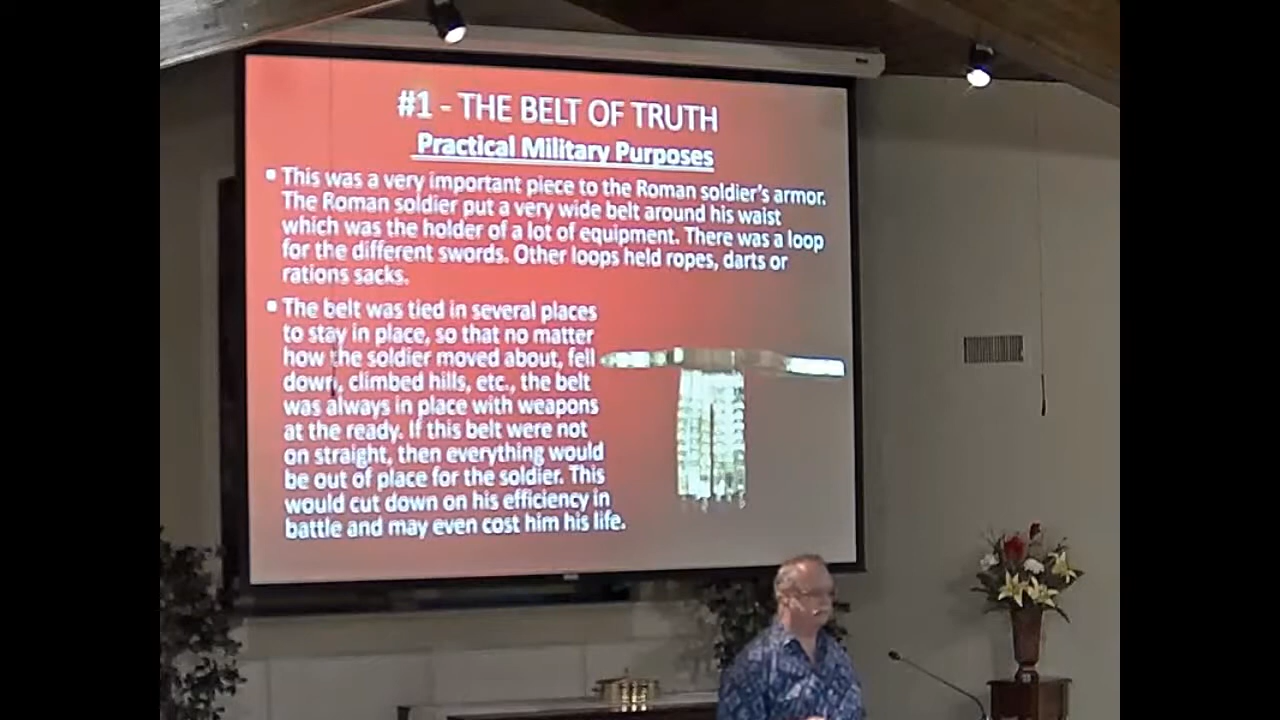 #1 - THE BELT OF TRUTH
Practical Military Purposes
▪ This was a very important piece to the Roman soldier's armor.
The Roman soldier put a very wide belt around his waist
which was the holder of a lot of equipment. There was a loop
for the different swords. Other loops held ropes, darts or
rations sacks.
▪ The belt was tied in several places
to stay in place, so that no matter
how the soldier moved about, fell
down, climbed hills, etc., the belt
was always in place with weapons
at the ready. If this belt were not
on straight, then everything would
be out of place for the soldier. This
would cut down on his efficiency in
battle and may even cost him his life.